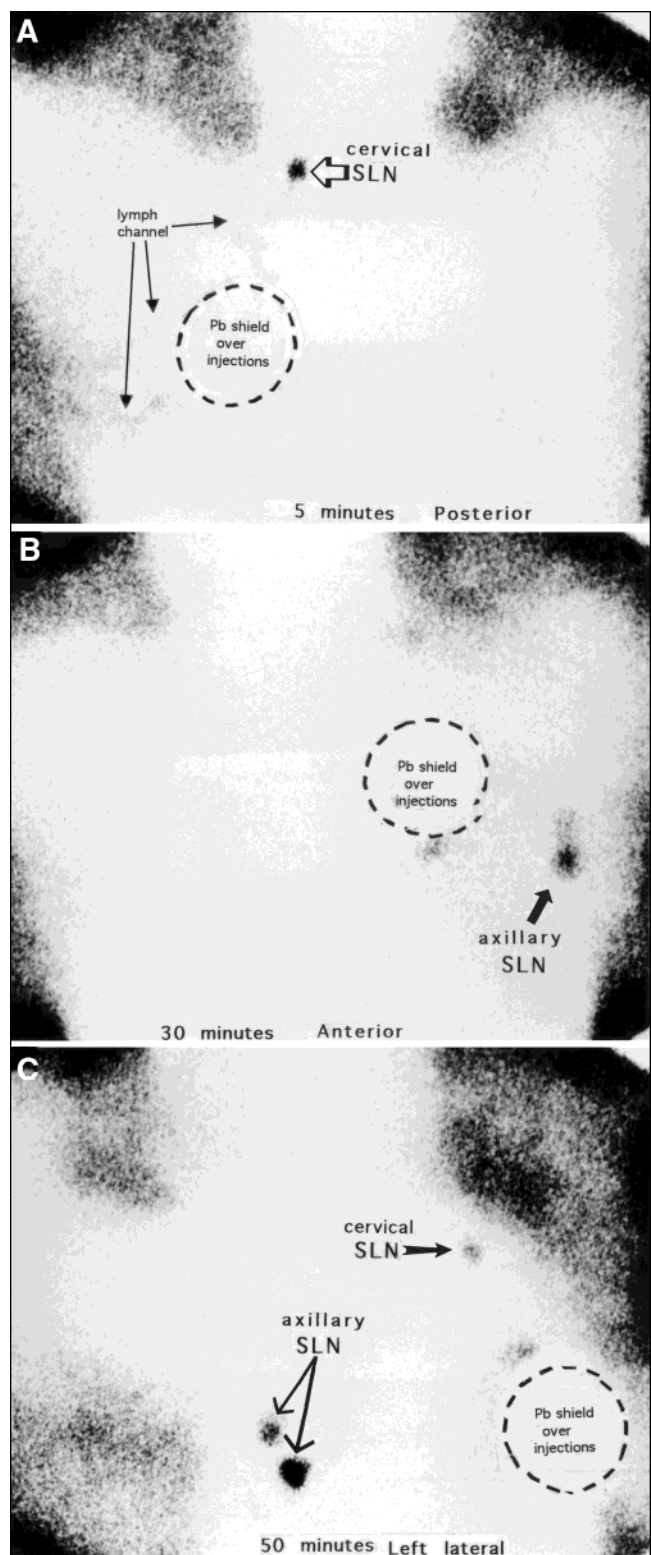 A
cervical
SLN
lymph
channel
Pb shield
over
injections
5 minutes Posterior
B
Pb shield
over
injections
axillary
SLN
30 minutes Anterior
C
cervical
SLN
axillary
SLN
Pb shield
over
injections
50 minutes Left lateral